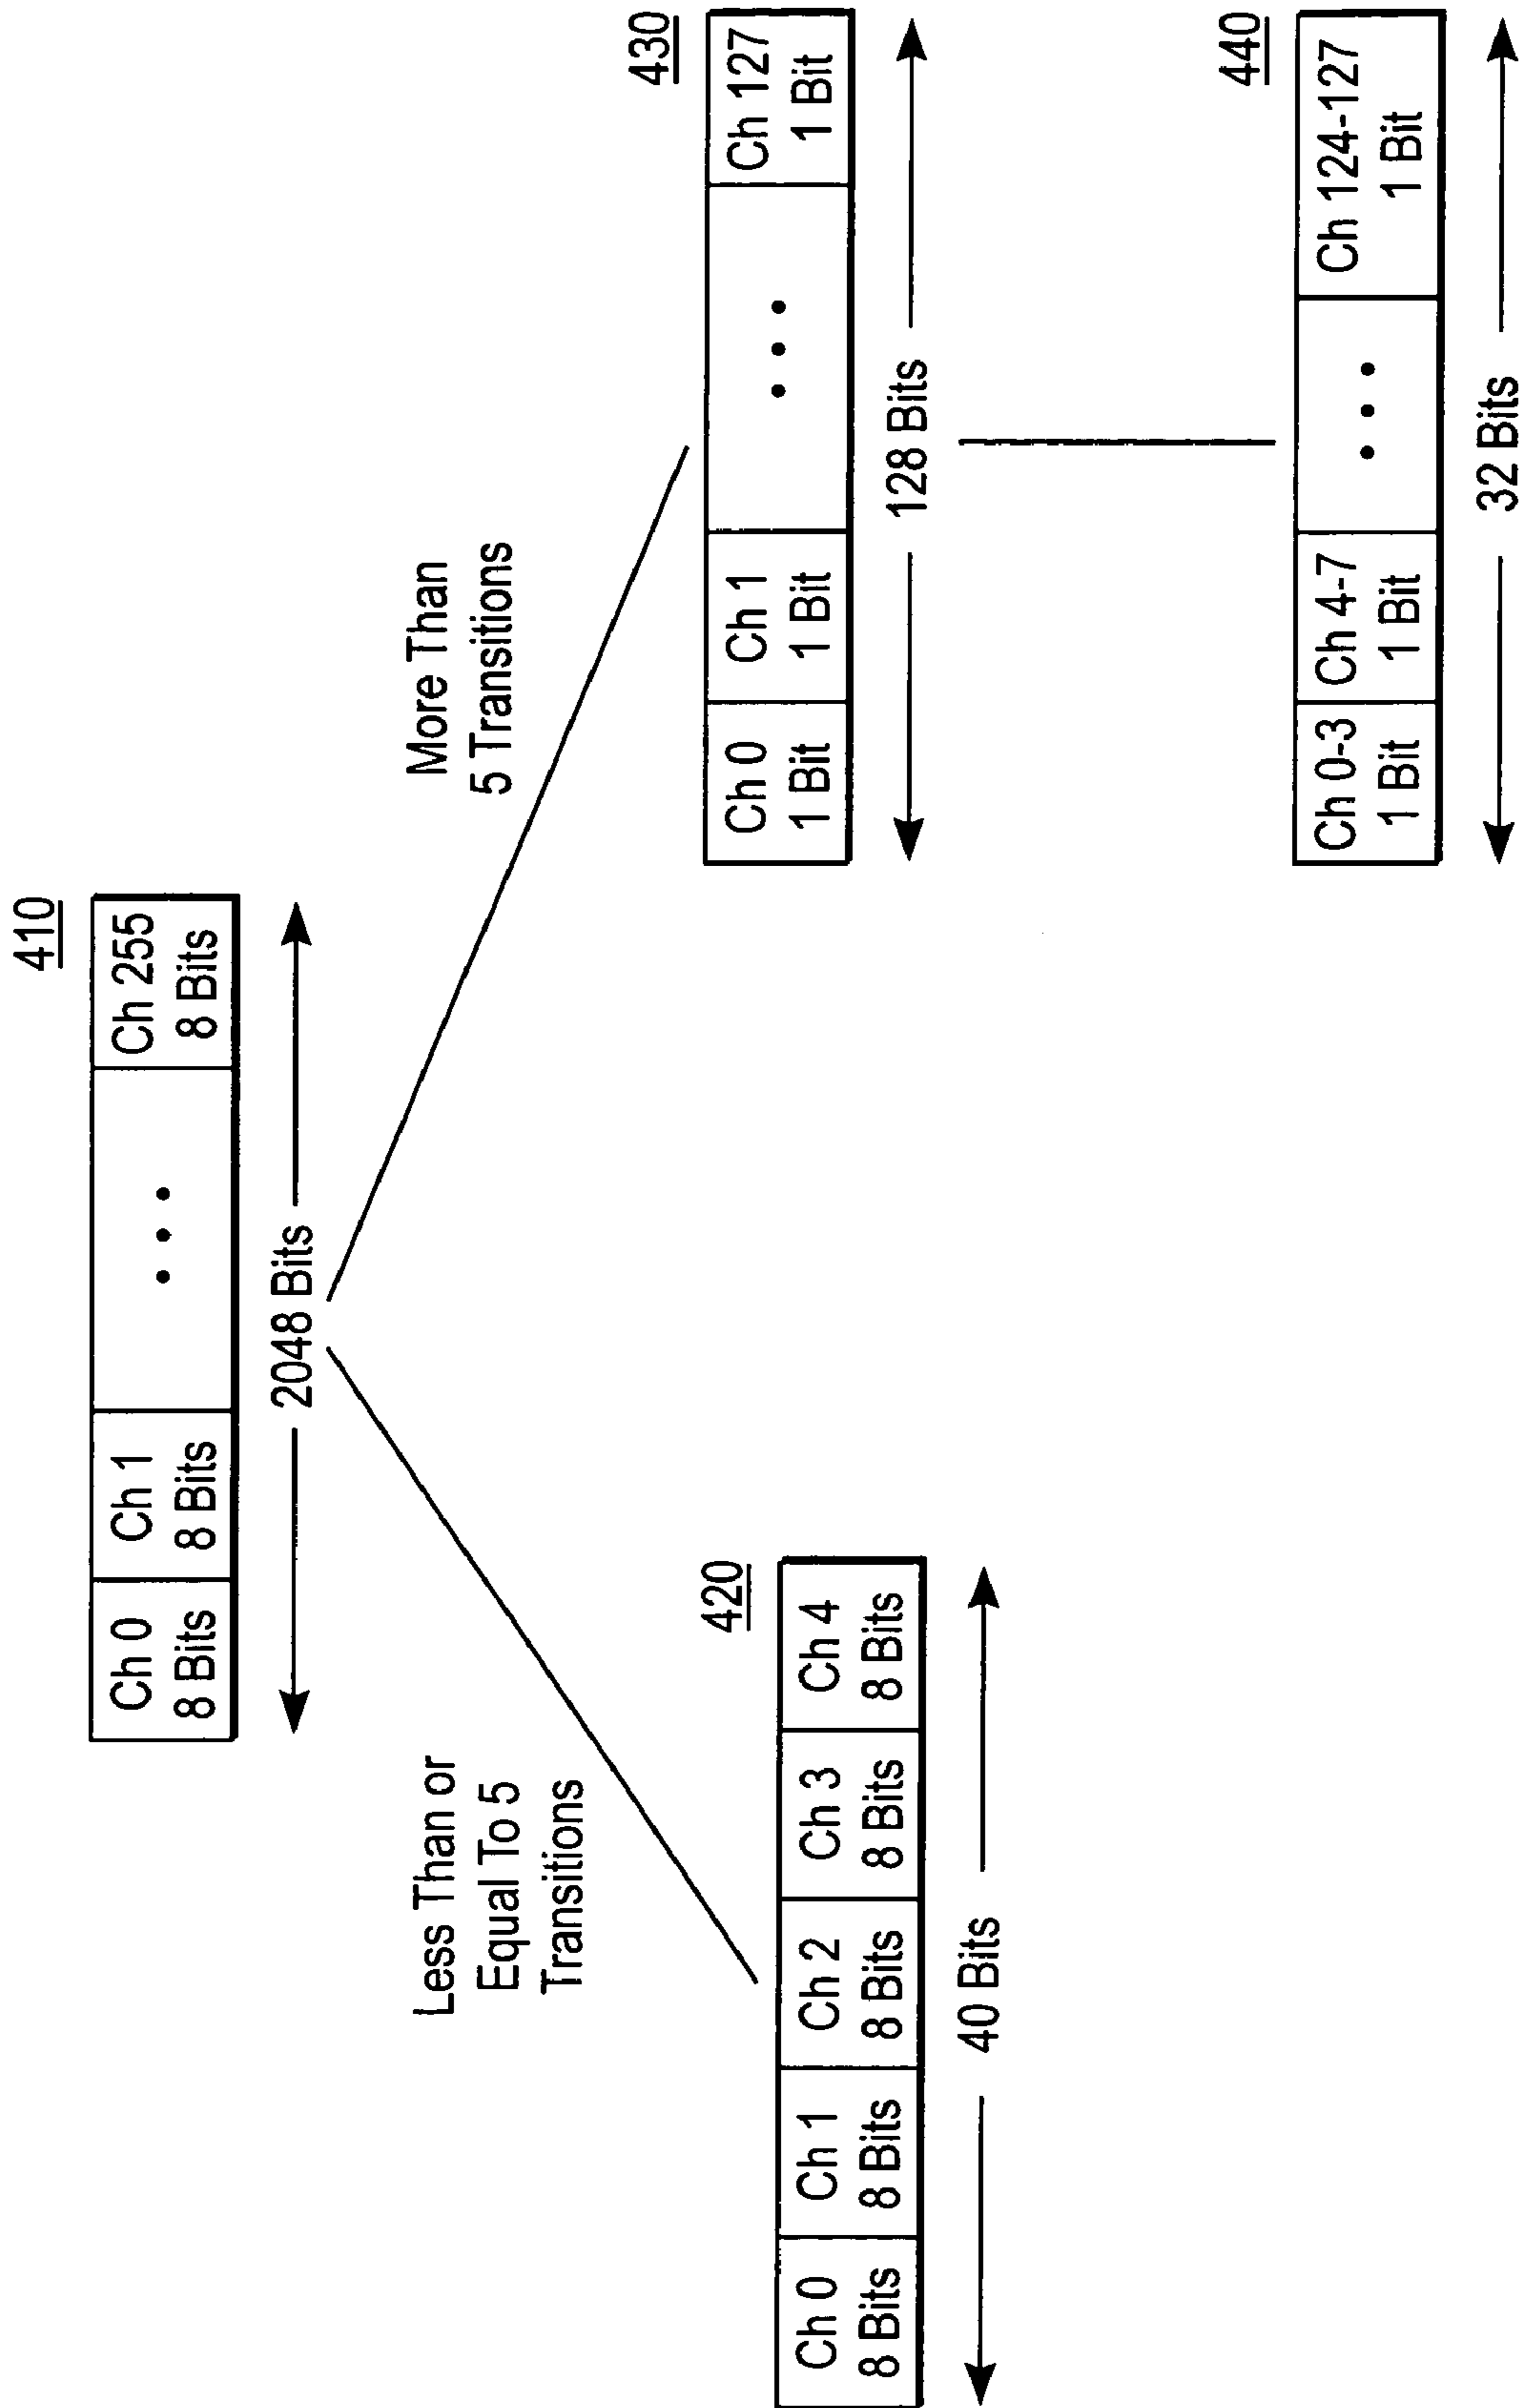 410
Ch 0
8 Bits
Ch 1
8 Bits
• • •
Ch 255
8 Bits
2048 Bits
Less Than or
Equal To 5
Transitions
More Than
5 Transitions
420
Ch 0
8 Bits
Ch 1
8 Bits
Ch 2
8 Bits
Ch 3
8 Bits
Ch 4
8 Bits
40 Bits
430
Ch 0
1 Bit
Ch 1
1 Bit
• • •
Ch 127
1 Bit
128 Bits
440
Ch 0-3
1 Bit
Ch 4-7
1 Bit
• • •
Ch 124-127
1 Bit
32 Bits